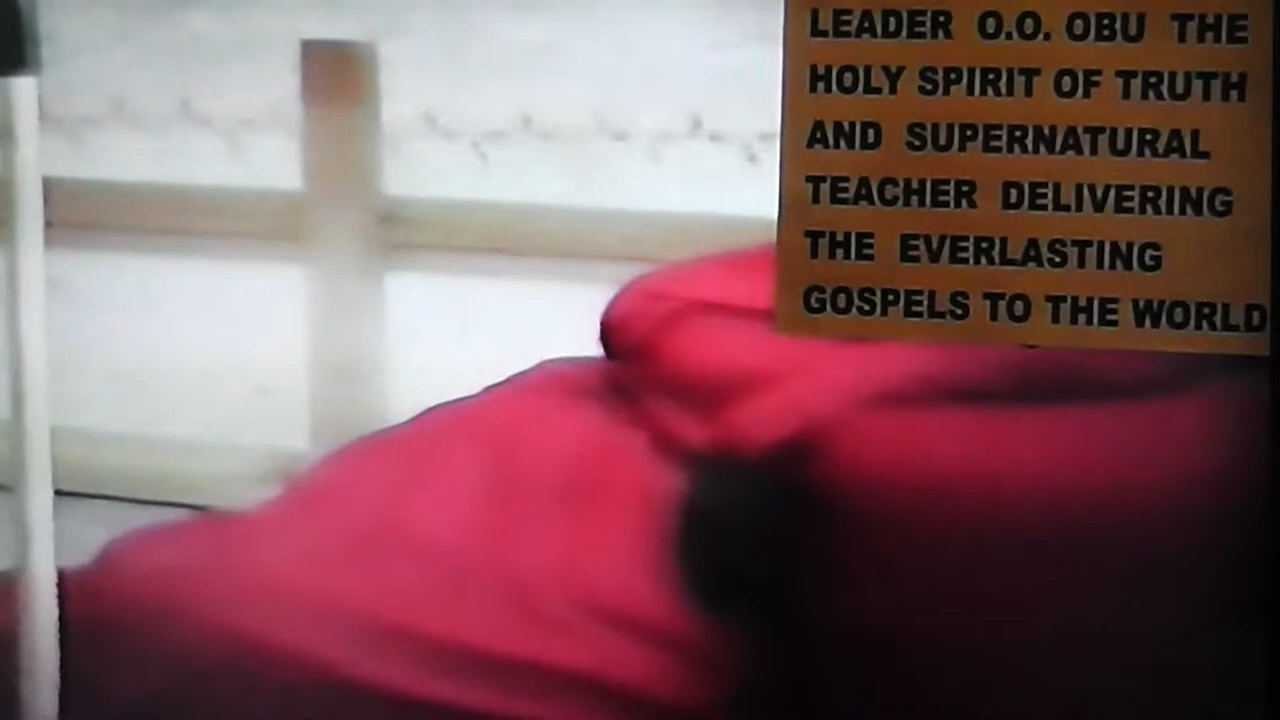 LEADER O.O. OBU THE
HOLY SPIRIT OF TRUTH
AND SUPERNATURAL
TEACHER DELIVERING
THE EVERLASTING
GOSPELS TO THE WORLD